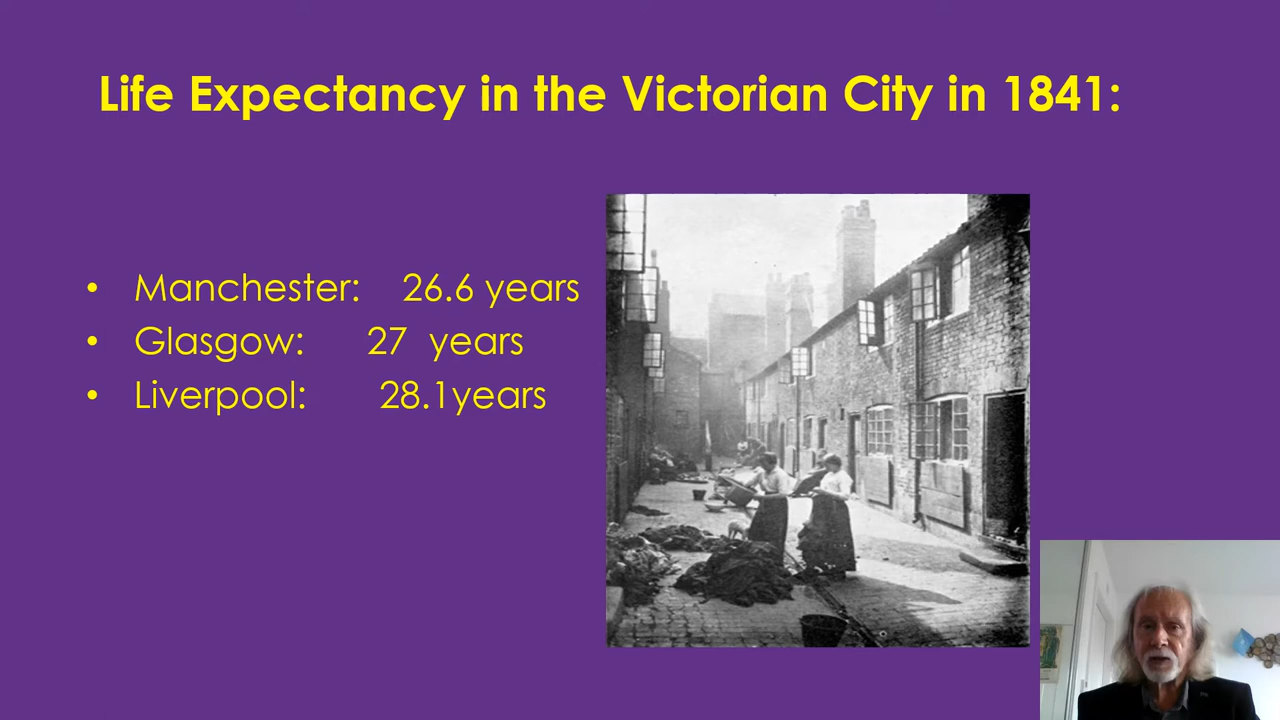 Life Expectancy in the Victorian City in 1841:
• Manchester: 26.6 years
• Glasgow: 27 years
• Liverpool: 28.1years